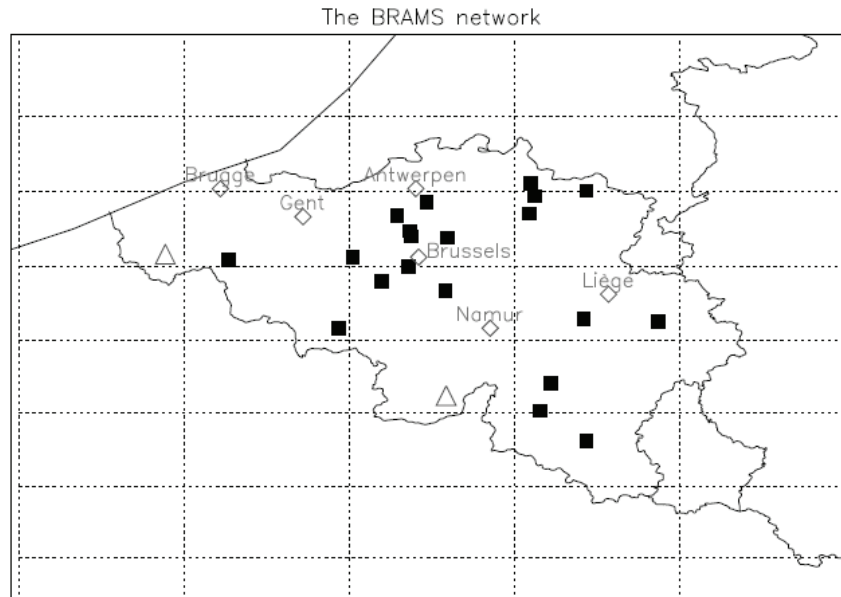 The BRAMS network
Brugge
Antwerpen
Gent
Brussels
Liège
Namur